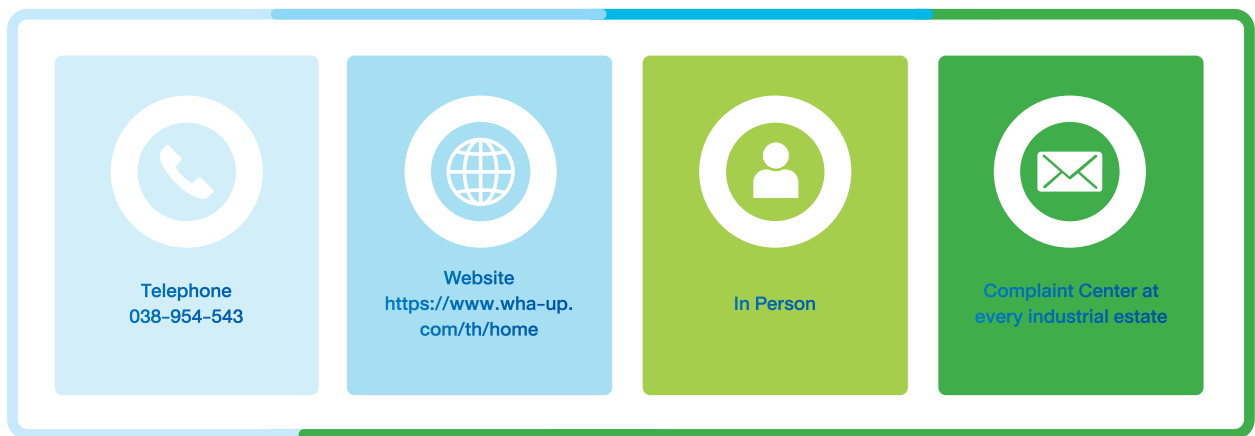 Telephone
038-954-543
Website
https://www.wha-up.
com/th/home
In Person
Complaint Center at
every industrial estate